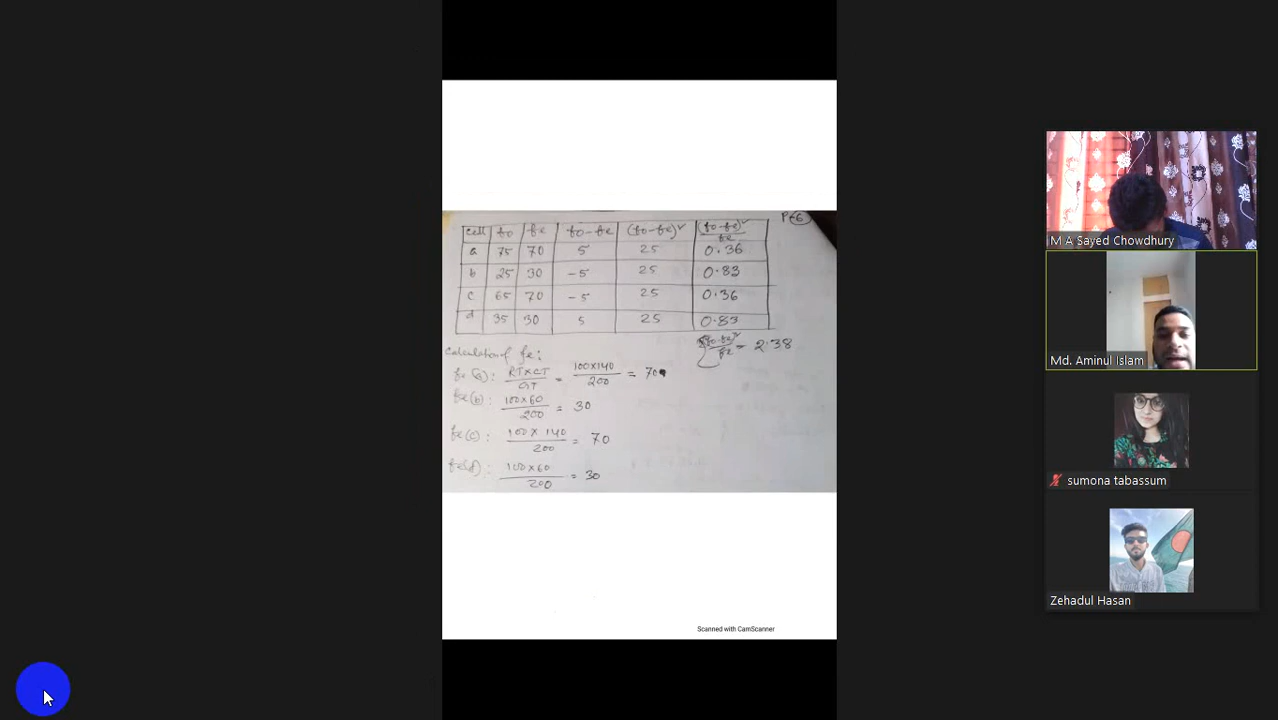 P-6
Cell fo fe fo-fe (fo-fe)² (fo-fe)²/fe
a 75 70 5 25 0.36
b 25 30 -5 25 0.83
c 65 70 -5 25 0.36
d 35 30 5 25 0.83
Σ(fo-fe)²/fe = 2.38
Calculation of fe:
fe(a): RT×CT/GT = 100×140/200 = 70
fe(b): 100×60/200 = 30
fe(c): 100×140/200 = 70
fe(d): 100×60/200 = 30
Scanned with CamScanner
M A Sayed Chowdhury
Md. Aminul Islam
sumona tabassum
Zehadul Hasan